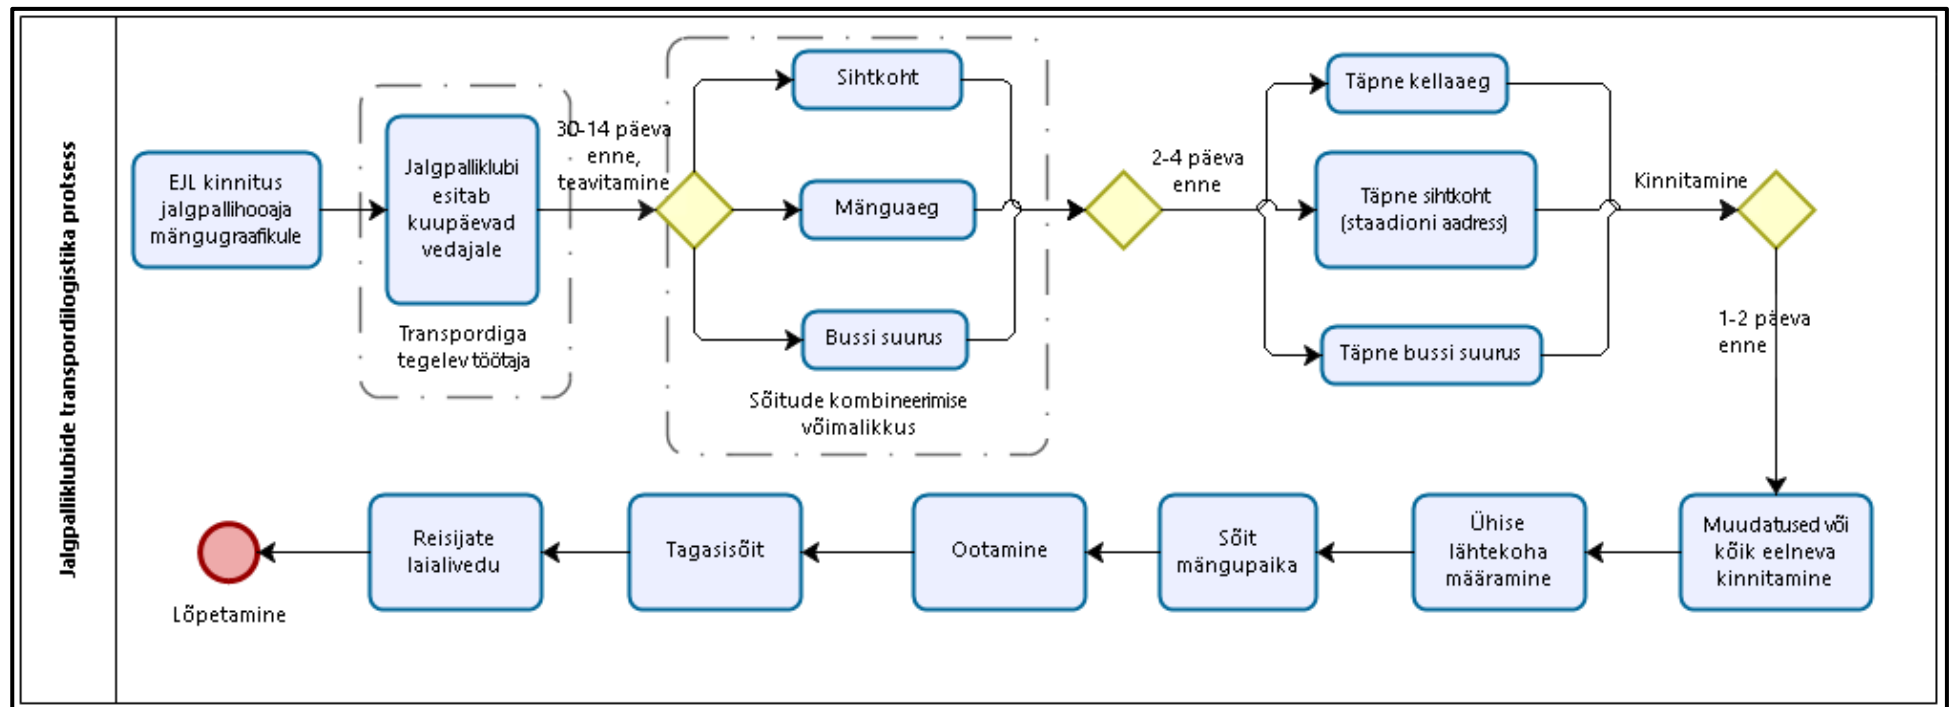 Jalgpalliklubide transpordilogistika protsess
EJL kinnitus
jalgpallihooaja
mängugraafikule
Jalgpalliklubi
esitab
kuupäevad
vedajale
Transpordiga
tegelev töötaja
30-14 päeva
enne,
teavitamine
Sihtkoht
Mänguaeg
Bussi suurus
Sõitude kombineerimise
võimalikkus
2-4 päeva
enne
Täpne kellaaeg
Täpne sihtkoht
(staadioni aadress)
Täpne bussi suurus
Kinnitamine
1-2 päeva
enne
Muudatused või
kõik eelneva
kinnitamine
Ühise
lähtekoha
määramine
Sõit
mängupaika
Ootamine
Tagasisõit
Reisijate
laialivedu
Lõpetamine